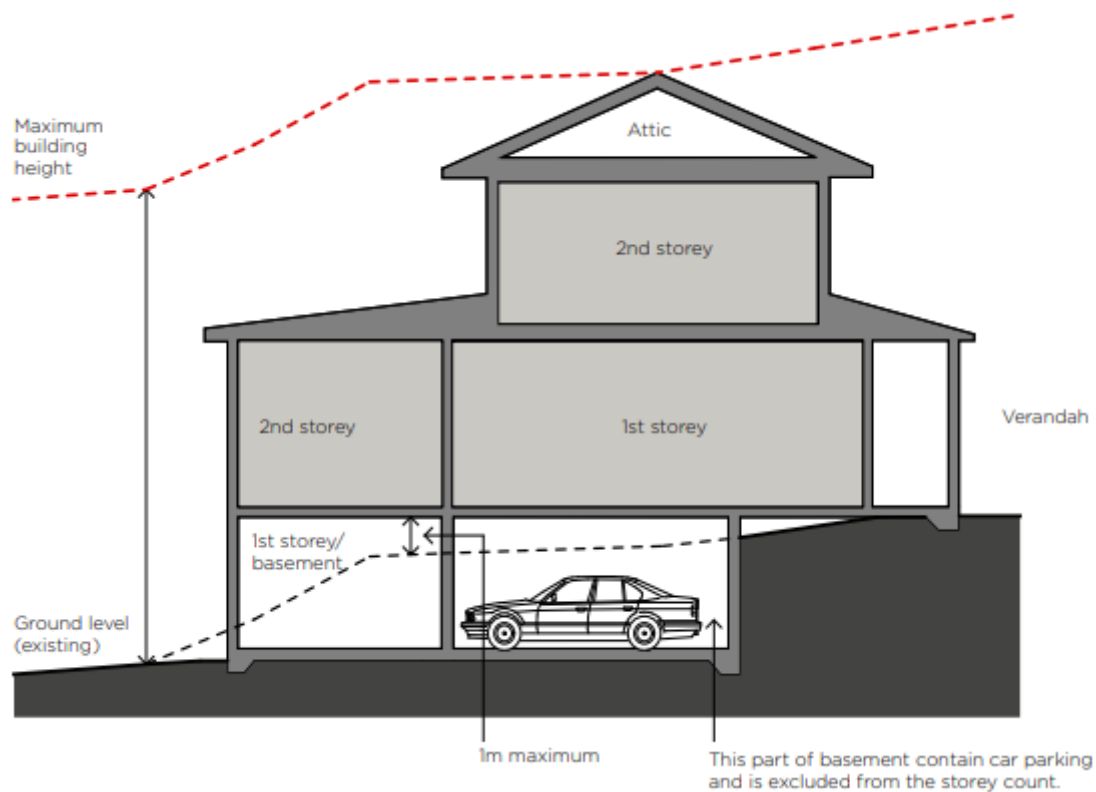 Maximum
building
height
Attic
2nd storey
2nd storey
1st storey
Verandah
1st storey/
basement
Ground level
(existing)
1m maximum
This part of basement contain car parking
and is excluded from the storey count.